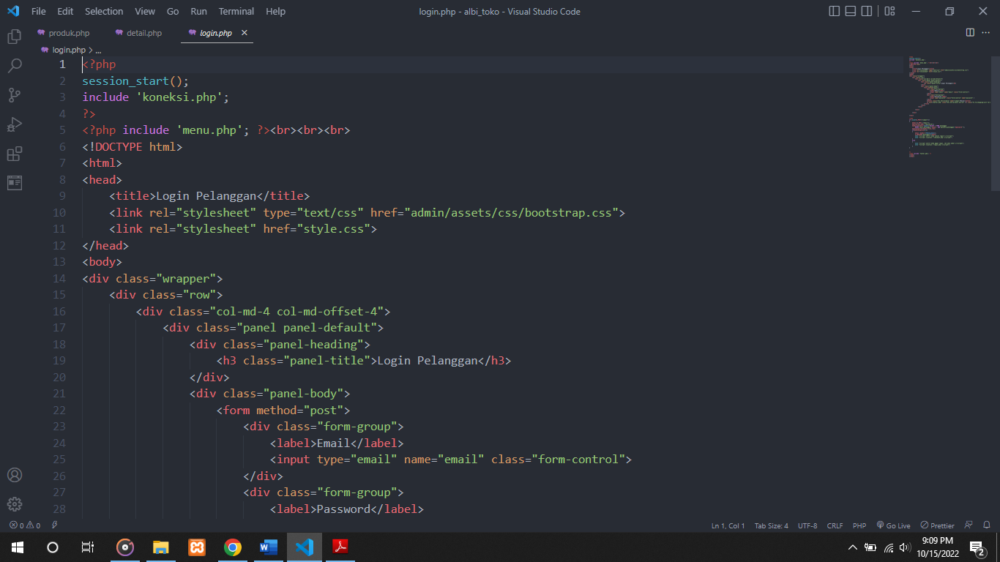 File Edit Selection View Go Run Terminal Help login.php - albi_toko - Visual Studio Code
produk.php detail.php login.php
login.php > ...
1 <?php
2 session_start();
3 include 'koneksi.php';
4 ?>
5 <?php include 'menu.php'; ?><br><br><br>
6 <!DOCTYPE html>
7 <html>
8 <head>
9 <title>Login Pelanggan</title>
10 <link rel="stylesheet" type="text/css" href="admin/assets/css/bootstrap.css">
11 <link rel="stylesheet" href="style.css">
12 </head>
13 <body>
14 <div class="wrapper">
15 <div class="row">
16 <div class="col-md-4 col-md-offset-4">
17 <div class="panel panel-default">
18 <div class="panel-heading">
19 <h3 class="panel-title">Login Pelanggan</h3>
20 </div>
21 <div class="panel-body">
22 <form method="post">
23 <div class="form-group">
24 <label>Email</label>
25 <input type="email" name="email" class="form-control">
26 </div>
27 <div class="form-group">
28 <label>Password</label>
0 0 Ln 1, Col 1 Tab Size: 4 UTF-8 CRLF PHP Go Live Prettier
9:09 PM
10/15/2022 2